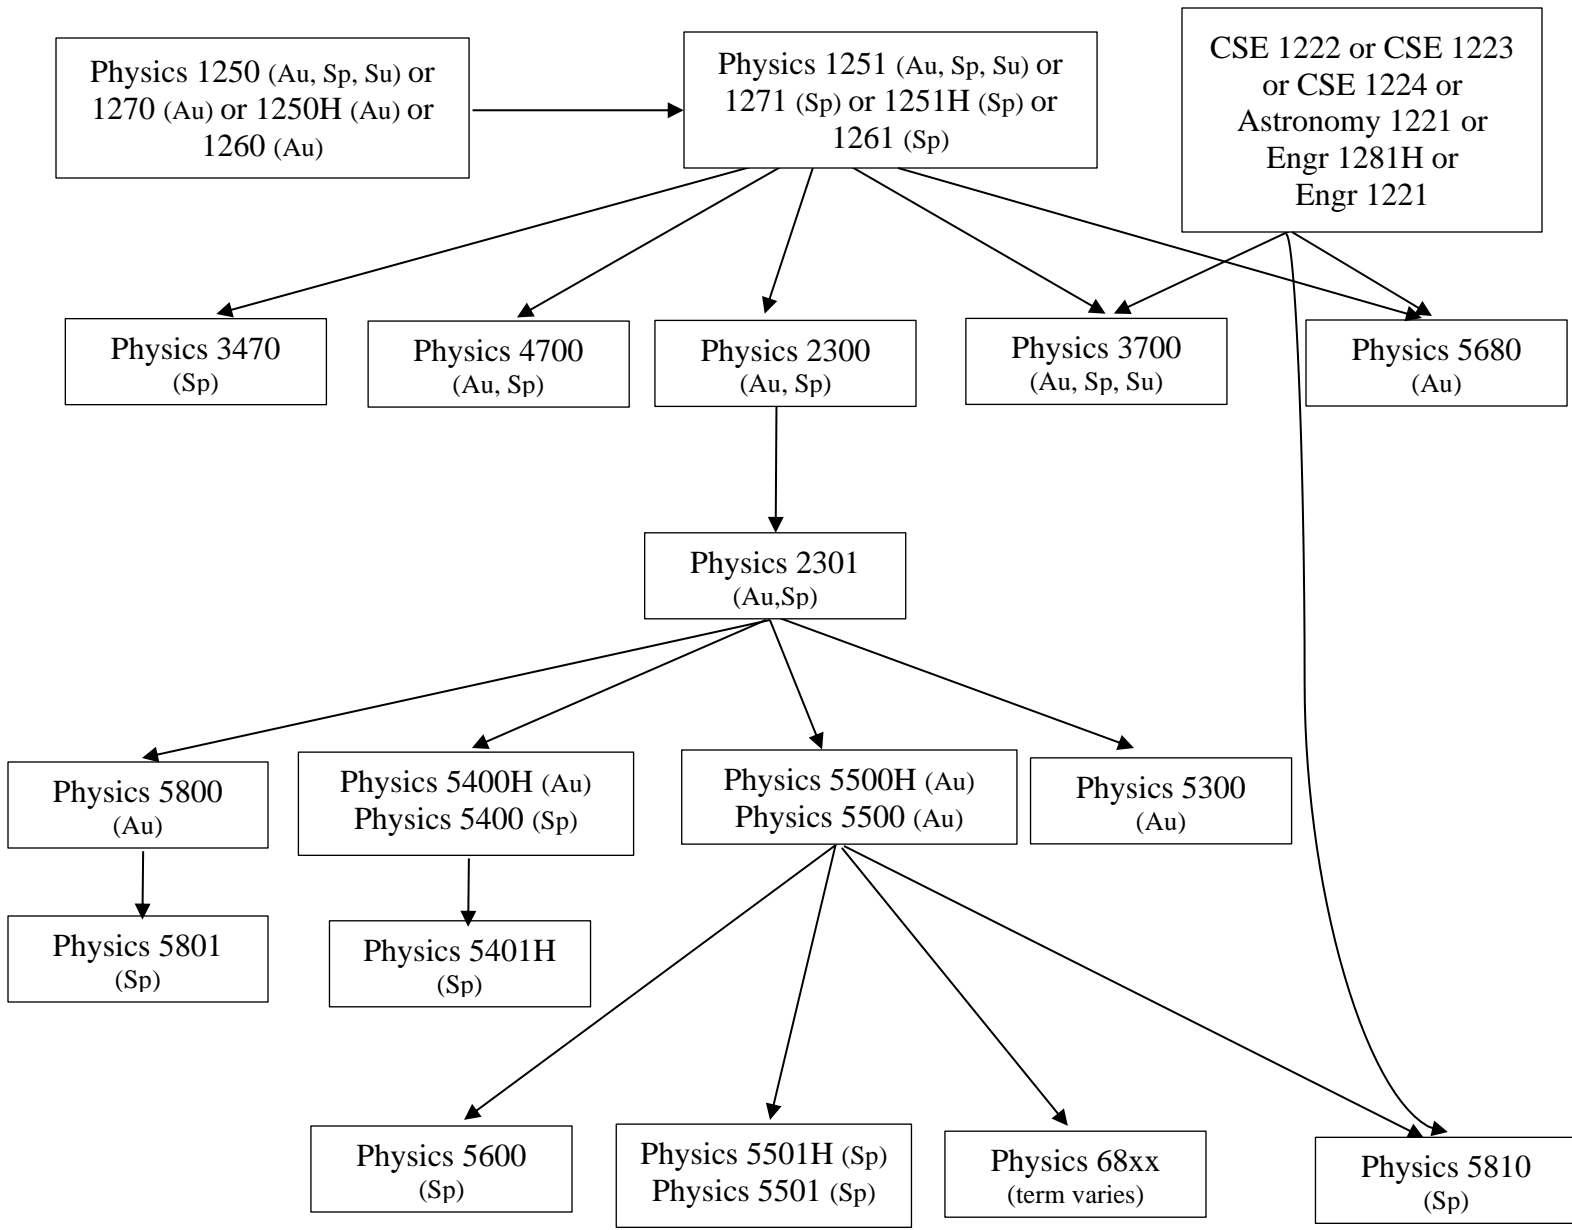 Physics 1250 (Au, Sp, Su) or
1270 (Au) or 1250H (Au) or
1260 (Au)
Physics 1251 (Au, Sp, Su) or
1271 (Sp) or 1251H (Sp) or
1261 (Sp)
CSE 1222 or CSE 1223
or CSE 1224 or
Astronomy 1221 or
Engr 1281H or
Engr 1221
Physics 3470
(Sp)
Physics 4700
(Au, Sp)
Physics 2300
(Au, Sp)
Physics 3700
(Au, Sp, Su)
Physics 5680
(Au)
Physics 2301
(Au,Sp)
Physics 5800
(Au)
Physics 5400H (Au)
Physics 5400 (Sp)
Physics 5500H (Au)
Physics 5500 (Au)
Physics 5300
(Au)
Physics 5801
(Sp)
Physics 5401H
(Sp)
Physics 5600
(Sp)
Physics 5501H (Sp)
Physics 5501 (Sp)
Physics 68xx
(term varies)
Physics 5810
(Sp)